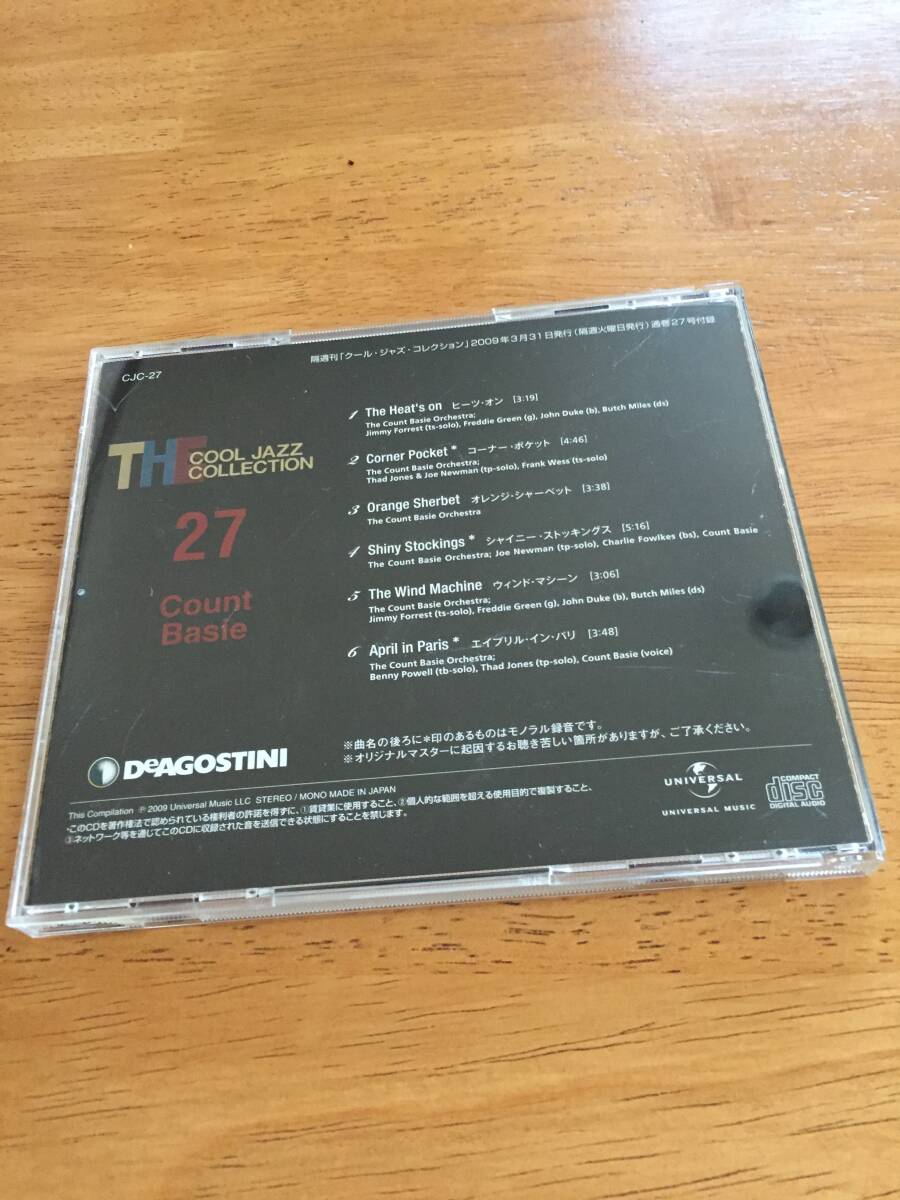 隔週刊「クール・ジャズ・コレクション」2009年3月31日発行（隔週火曜日発行）通巻27号付録
CJC-27
THE COOL JAZZ
COLLECTION
27
Count
Basie
1 The Heat's on ヒーツ・オン [3:19]
The Count Basie Orchestra;
Jimmy Forrest (ts-solo), Freddie Green (g), John Duke (b), Butch Miles (ds)
2 Corner Pocket * コーナー・ポケット [4:46]
The Count Basie Orchestra;
Thad Jones & Joe Newman (tp-solo), Frank Wess (ts-solo)
3 Orange Sherbet オレンジ・シャーベット [3:38]
The Count Basie Orchestra
4 Shiny Stockings * シャイニー・ストッキングス [5:16]
The Count Basie Orchestra; Joe Newman (tp-solo), Charlie Fowlkes (bs), Count Basie
5 The Wind Machine ウィンド・マシーン [3:06]
The Count Basie Orchestra;
Jimmy Forrest (ts-solo), Freddie Green (g), John Duke (b), Butch Miles (ds)
6 April in Paris * エイプリル・イン・パリ [3:48]
The Count Basie Orchestra;
Benny Powell (tb-solo), Thad Jones (tp-solo), Count Basie (voice)
※曲名の後ろに*印のあるものはモノラル録音です。
※オリジナルマスターに起因するお聴き苦しい箇所がありますが、ご了承ください。
DeAGOSTINI
This Compilation ℗ 2009 Universal Music LLC STEREO / MONO MADE IN JAPAN
・このCDを著作権法で認められている権利者の許諾を得ずに、①賃貸業に使用すること、②個人的な範囲を超える使用目的で複製すること、
③ネットワーク等を通じてこのCDに収録された音を送信できる状態にすることを禁じます。
UNIVERSAL
UNIVERSAL MUSIC
COMPACT
disc
DIGITAL AUDIO